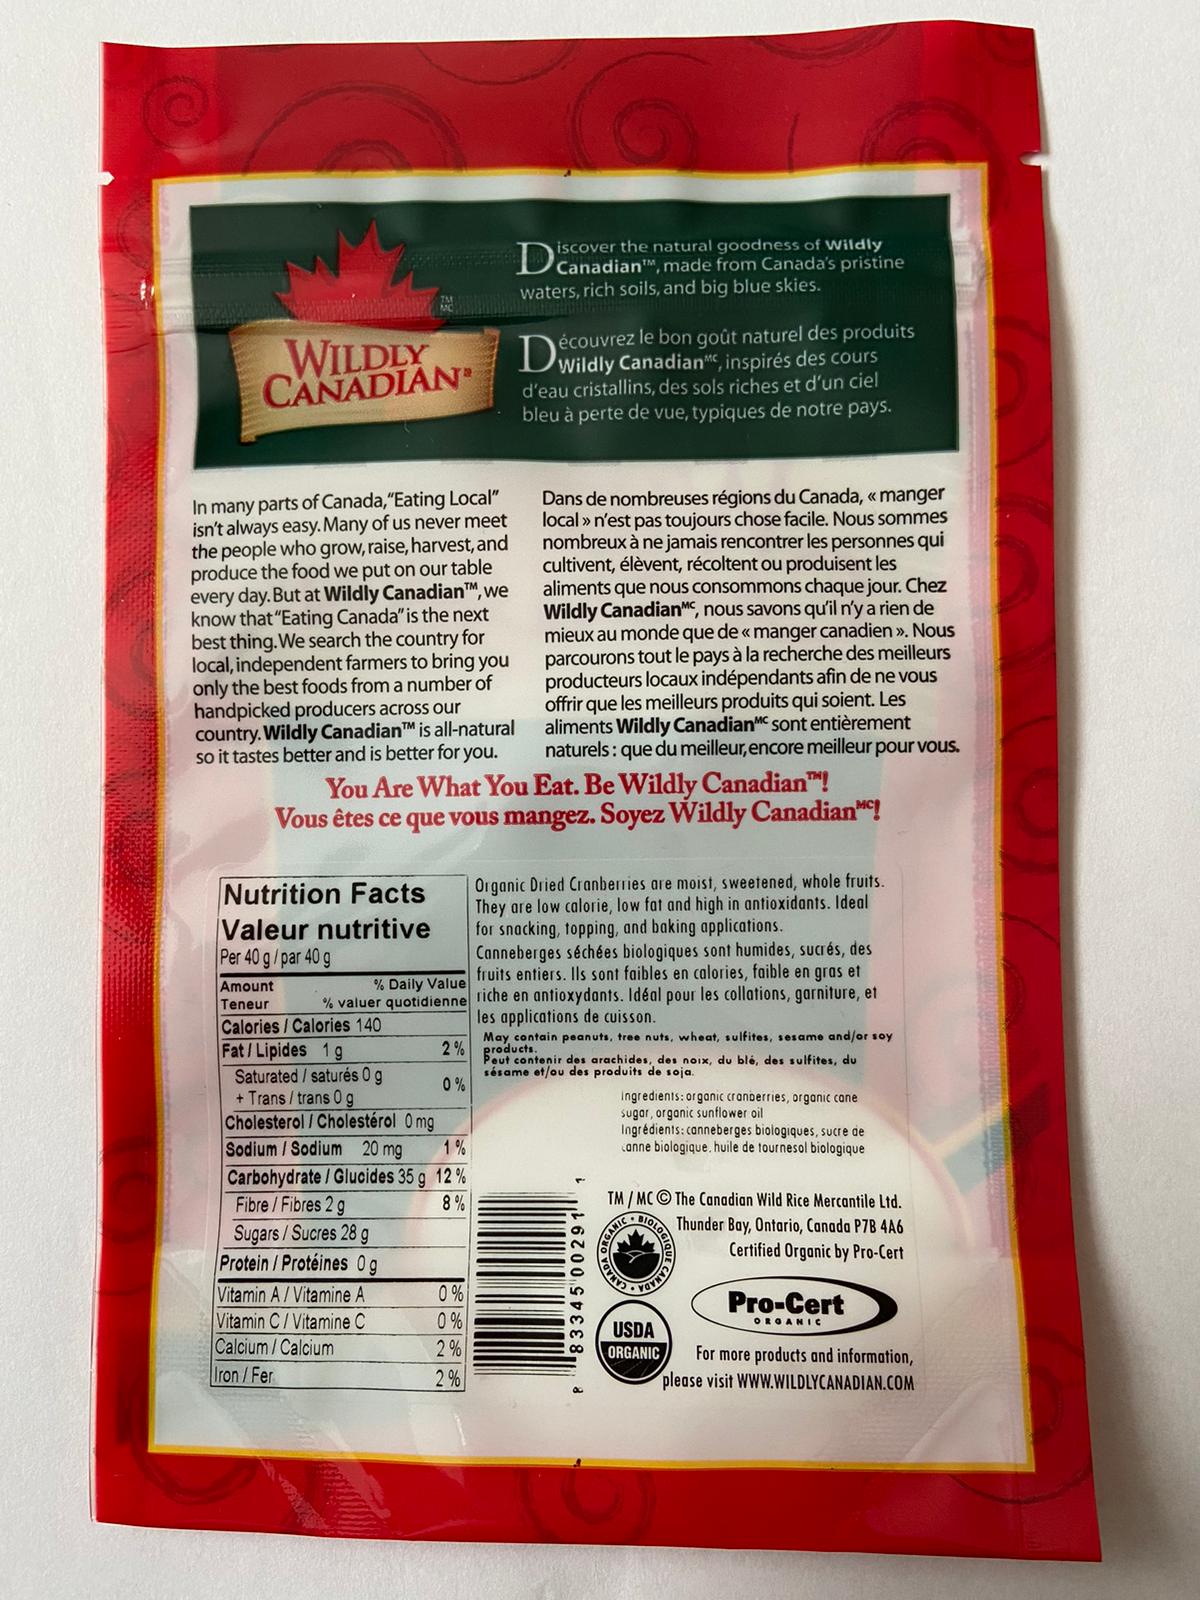 WILDLY
CANADIAN®
TM
MC
Discover the natural goodness of Wildly
Canadian™, made from Canada's pristine
waters, rich soils, and big blue skies.
Découvrez le bon goût naturel des produits
Wildly Canadian MC, inspirés des cours
d'eau cristallins, des sols riches et d'un ciel
bleu à perte de vue, typiques de notre pays.
In many parts of Canada, "Eating Local"
isn't always easy. Many of us never meet
the people who grow, raise, harvest, and
produce the food we put on our table
every day. But at Wildly Canadian™, we
know that "Eating Canada" is the next
best thing. We search the country for
local, independent farmers to bring you
only the best foods from a number of
handpicked producers across our
country. Wildly Canadian™ is all-natural
so it tastes better and is better for you.
Dans de nombreuses régions du Canada, « manger
local » n'est pas toujours chose facile. Nous sommes
nombreux à ne jamais rencontrer les personnes qui
cultivent, élèvent, récoltent ou produisent les
aliments que nous consommons chaque jour. Chez
Wildly Canadian MC, nous savons qu'il n'y a rien de
mieux au monde que de « manger canadien ». Nous
parcourons tout le pays à la recherche des meilleurs
producteurs locaux indépendants afin de ne vous
offrir que les meilleurs produits qui soient. Les
aliments Wildly Canadian MC sont entièrement
naturels : que du meilleur, encore meilleur pour vous.
You Are What You Eat. Be Wildly Canadian™!
Vous êtes ce que vous mangez. Soyez Wildly Canadian MC!
Nutrition Facts
Valeur nutritive
Per 40 g / par 40 g
Amount % Daily Value
Teneur % valuer quotidienne
Calories / Calories 140
Fat / Lipides 1 g 2 %
Saturated / saturés 0 g
+ Trans / trans 0 g 0 %
Cholesterol / Cholestérol 0 mg
Sodium / Sodium 20 mg 1 %
Carbohydrate / Glucides 35 g 12 %
Fibre / Fibres 2 g 8 %
Sugars / Sucres 28 g
Protein / Protéines 0 g
Vitamin A / Vitamine A 0 %
Vitamin C / Vitamine C 0 %
Calcium / Calcium 2 %
Iron / Fer 2 %
Organic Dried Cranberries are moist, sweetened, whole fruits.
They are low calorie, low fat and high in antioxidants. Ideal
for snacking, topping, and baking applications.
Canneberges séchées biologiques sont humides, sucrés, des
fruits entiers. Ils sont faibles en calories, faible en gras et
riche en antioxydants. Idéal pour les collations, garniture, et
les applications de cuisson.
May contain peanuts, tree nuts, wheat, sulfites, sesame and/or soy
products.
Peut contenir des arachides, des noix, du blé, des sulfites, du
sésame et/ou des produits de soja.
Ingredients: organic cranberries, organic cane
sugar, organic sunflower oil
Ingrédients: canneberges biologiques, sucre de
canne biologique, huile de tournesol biologique
8 83345 00291 1
TM / MC © The Canadian Wild Rice Mercantile Ltd.
Thunder Bay, Ontario, Canada P7B 4A6
Certified Organic by Pro-Cert
CANADA ORGANIC • BIOLOGIQUE CANADA •
Pro-Cert
ORGANIC
USDA
ORGANIC
For more products and information,
please visit WWW.WILDLYCANADIAN.COM